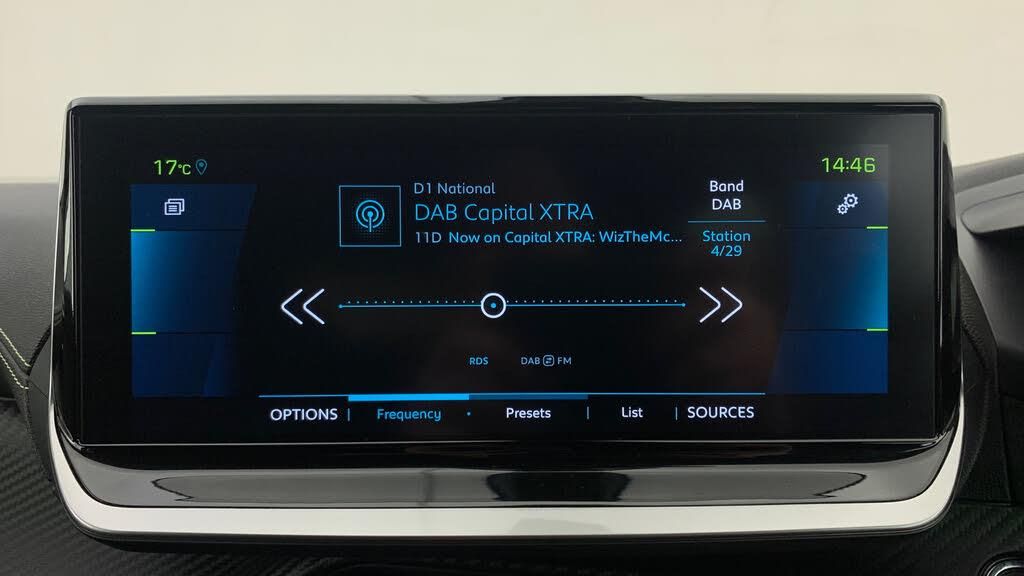 17°C
14:46
D1 National
DAB Capital XTRA
11D Now on Capital XTRA: WizTheMc...
Band
DAB
Station
4/29
RDS
DAB FM
OPTIONS | Frequency • Presets | List | SOURCES